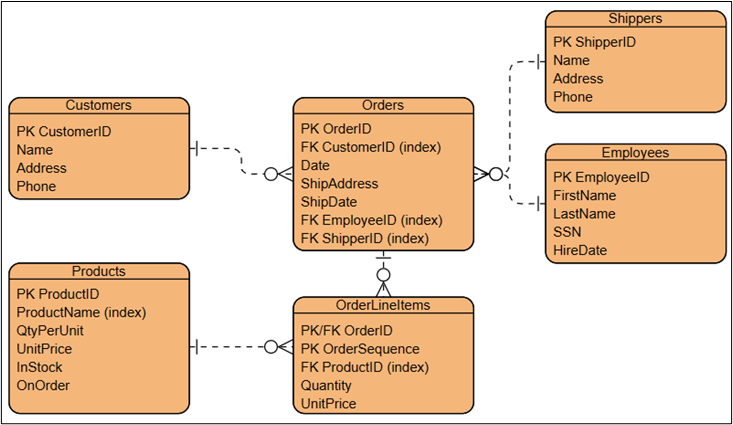 Customers
PK CustomerID
Name
Address
Phone
Orders
PK OrderID
FK CustomerID (index)
Date
ShipAddress
ShipDate
FK EmployeeID (index)
FK ShipperID (index)
Shippers
PK ShipperID
Name
Address
Phone
Employees
PK EmployeeID
FirstName
LastName
SSN
HireDate
Products
PK ProductID
ProductName (index)
QtyPerUnit
UnitPrice
InStock
OnOrder
OrderLineItems
PK/FK OrderID
PK OrderSequence
FK ProductID (index)
Quantity
UnitPrice